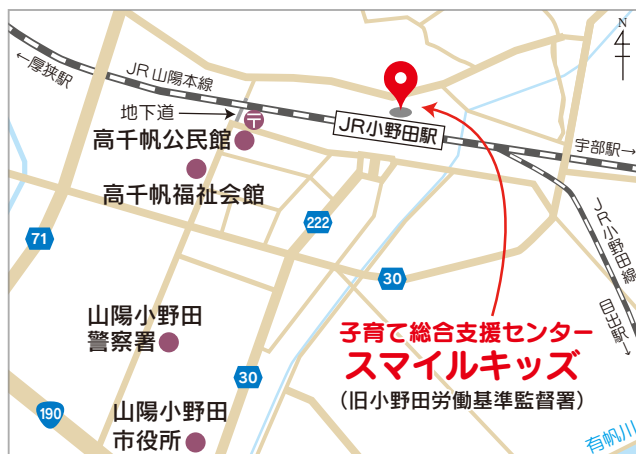 N
←厚狭駅
JR山陽本線
地下道
〒
高千帆公民館
JR小野田駅
宇部駅→
高千帆福祉会館
JR小野田線
目出駅→
222
71
30
山陽小野田
警察署
30
190
山陽小野田
市役所
子育て総合支援センター
スマイルキッズ
(旧小野田労働基準監督署)
有帆川